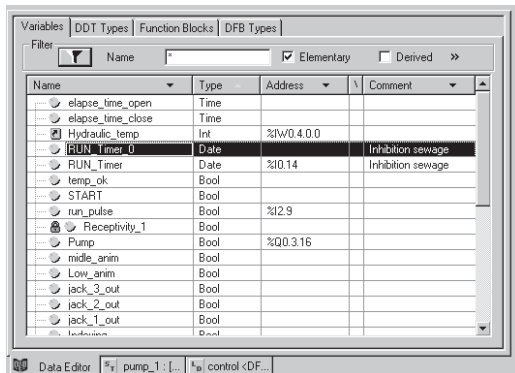 Variables DDT Types Function Blocks DFB Types
Filter
Name * Elementary Derived »
Name Type Address Comment
elapse_time_open Time
elapse_time_close Time
Hydraulic_temp Int %IW0.4.0.0
RUN_Timer_0 Date Inhibition sewage
RUN_Timer Date %I0.14 Inhibition sewage
temp_ok Bool
START Bool
run_pulse Bool %I2.9
Receptivity_1 Bool
Pump Bool %Q0.3.16
midle_anim Bool
Low_anim Bool
jack_3_out Bool
jack_2_out Bool
jack_1_out Bool
Indexing Bool
Data Editor pump_1 : [... control <DF...